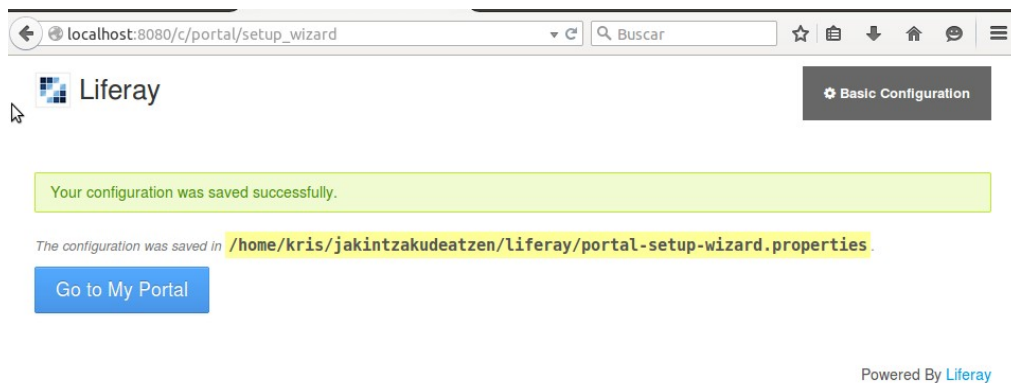 localhost:8080/c/portal/setup_wizard
Buscar
Liferay
Basic Configuration
Your configuration was saved successfully.
The configuration was saved in /home/kris/jakintzakudeatzen/liferay/portal-setup-wizard.properties.
Go to My Portal
Powered By Liferay